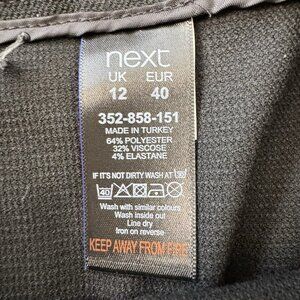 next
UK EUR
12 40
352-858-151
MADE IN TURKEY
64% POLYESTER
32% VISCOSE
4% ELASTANE
IF IT'S NOT DIRTY WASH AT 30°
40
Wash with similar colours
Wash inside out
Line dry
Iron on reverse
KEEP AWAY FROM FIRE